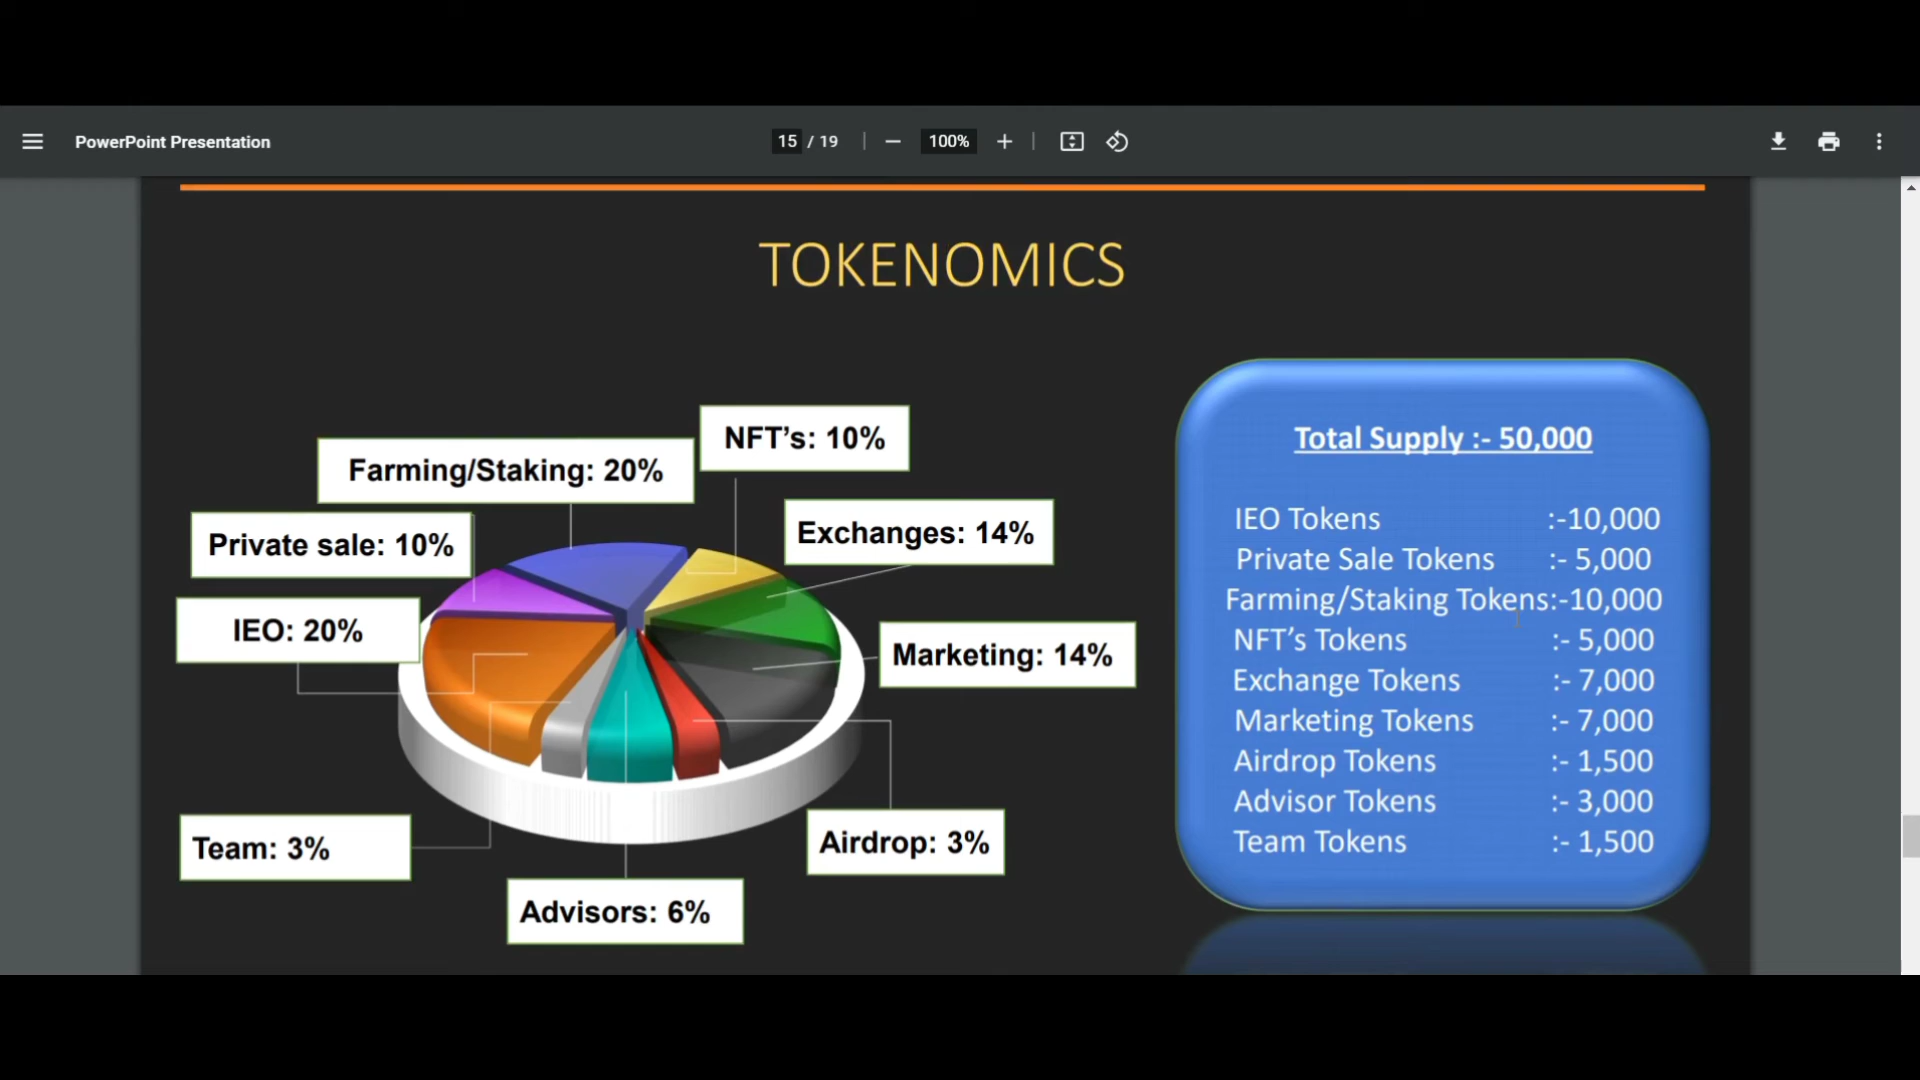 PowerPoint Presentation
15 / 19
100%
TOKENOMICS
NFT’s: 10%
Farming/Staking: 20%
Exchanges: 14%
Private sale: 10%
IEO: 20%
Marketing: 14%
Team: 3%
Airdrop: 3%
Advisors: 6%
Total Supply :- 50,000
IEO Tokens :-10,000
Private Sale Tokens :- 5,000
Farming/Staking Tokens:-10,000
NFT’s Tokens :- 5,000
Exchange Tokens :- 7,000
Marketing Tokens :- 7,000
Airdrop Tokens :- 1,500
Advisor Tokens :- 3,000
Team Tokens :- 1,500